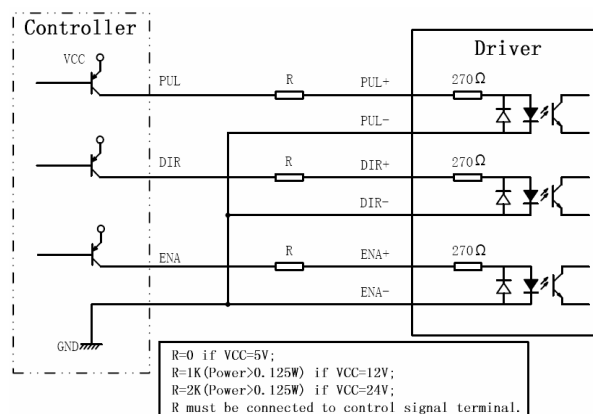 Controller
Driver
VCC
PUL
R
PUL+
270Ω
PUL-
DIR
R
DIR+
270Ω
DIR-
ENA
R
ENA+
270Ω
ENA-
GND
R=0 if VCC=5V;
R=1K(Power>0.125W) if VCC=12V;
R=2K(Power>0.125W) if VCC=24V;
R must be connected to control signal terminal.